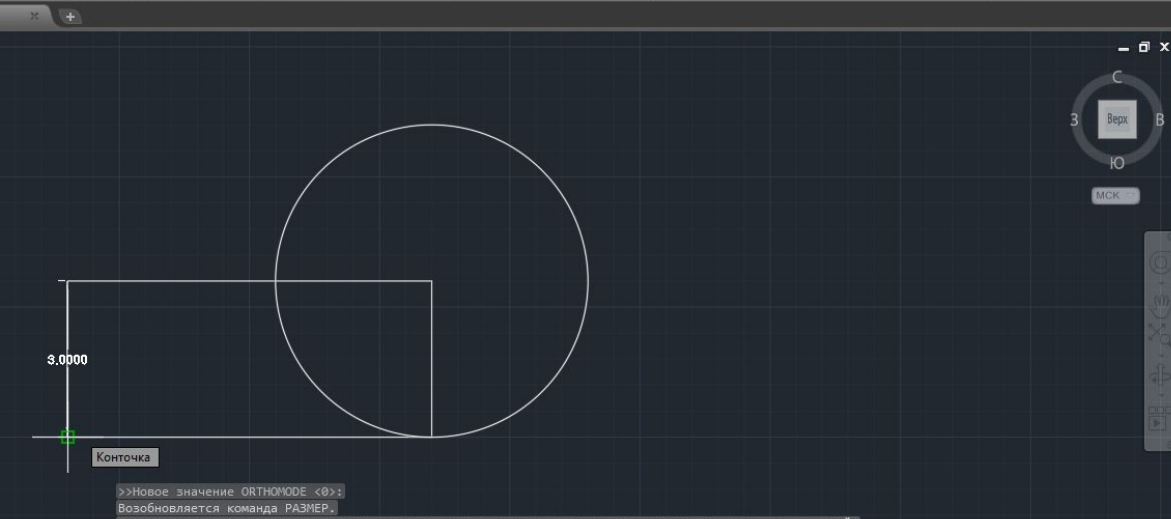 С
З
Верх
В
Ю
МСК
3.0000
Конточка
>>Новое значение ORTHOMODE <0>:
Возобновляется команда РАЗМЕР.